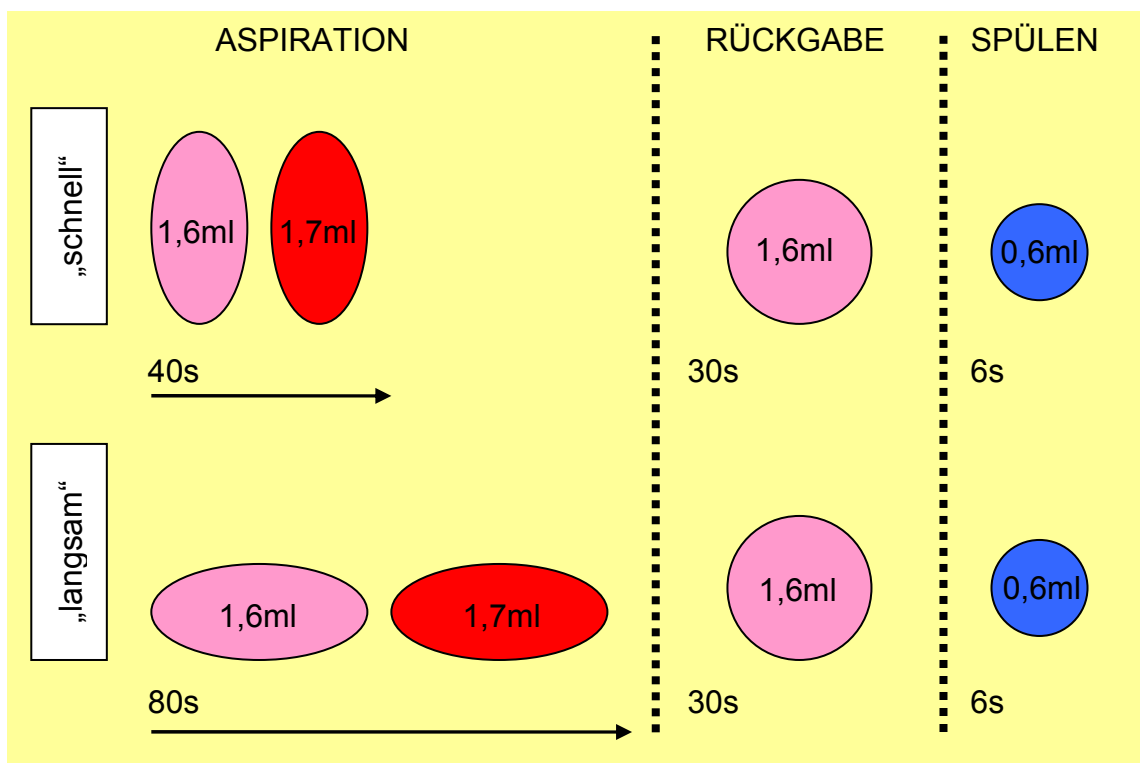 ASPIRATION
RÜCKGABE
SPÜLEN
„schnell“
1,6ml
1,7ml
1,6ml
0,6ml
40s
30s
6s
„langsam“
1,6ml
1,7ml
1,6ml
0,6ml
80s
30s
6s